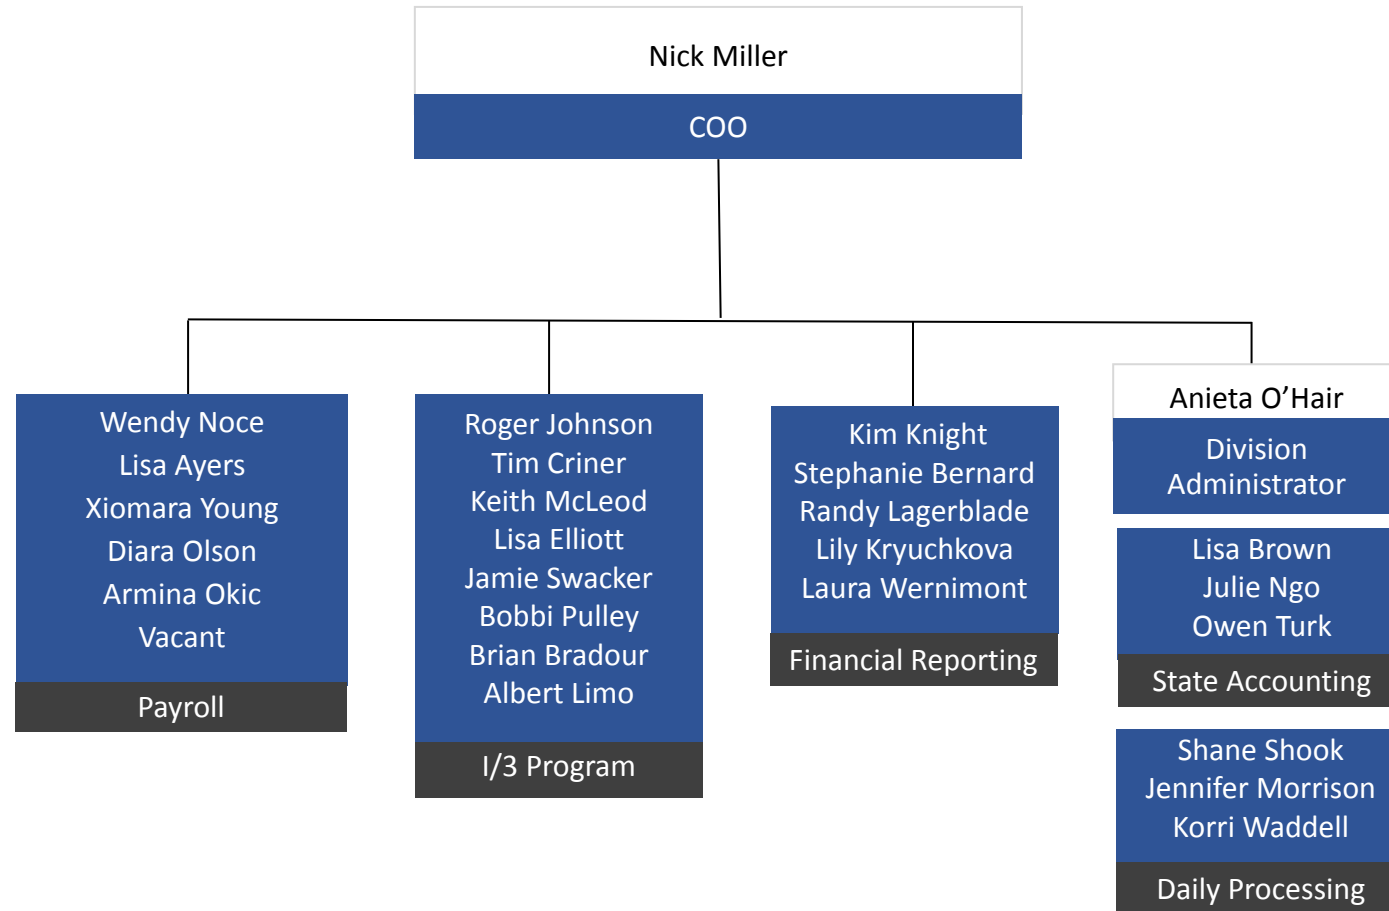 Nick Miller
COO
Wendy Noce
Lisa Ayers
Xiomara Young
Diara Olson
Armina Okic
Vacant
Payroll
Roger Johnson
Tim Criner
Keith McLeod
Lisa Elliott
Jamie Swacker
Bobbi Pulley
Brian Bradour
Albert Limo
I/3 Program
Kim Knight
Stephanie Bernard
Randy Lagerblade
Lily Kryuchkova
Laura Wernimont
Financial Reporting
Anieta O’Hair
Division
Administrator
Lisa Brown
Julie Ngo
Owen Turk
State Accounting
Shane Shook
Jennifer Morrison
Korri Waddell
Daily Processing